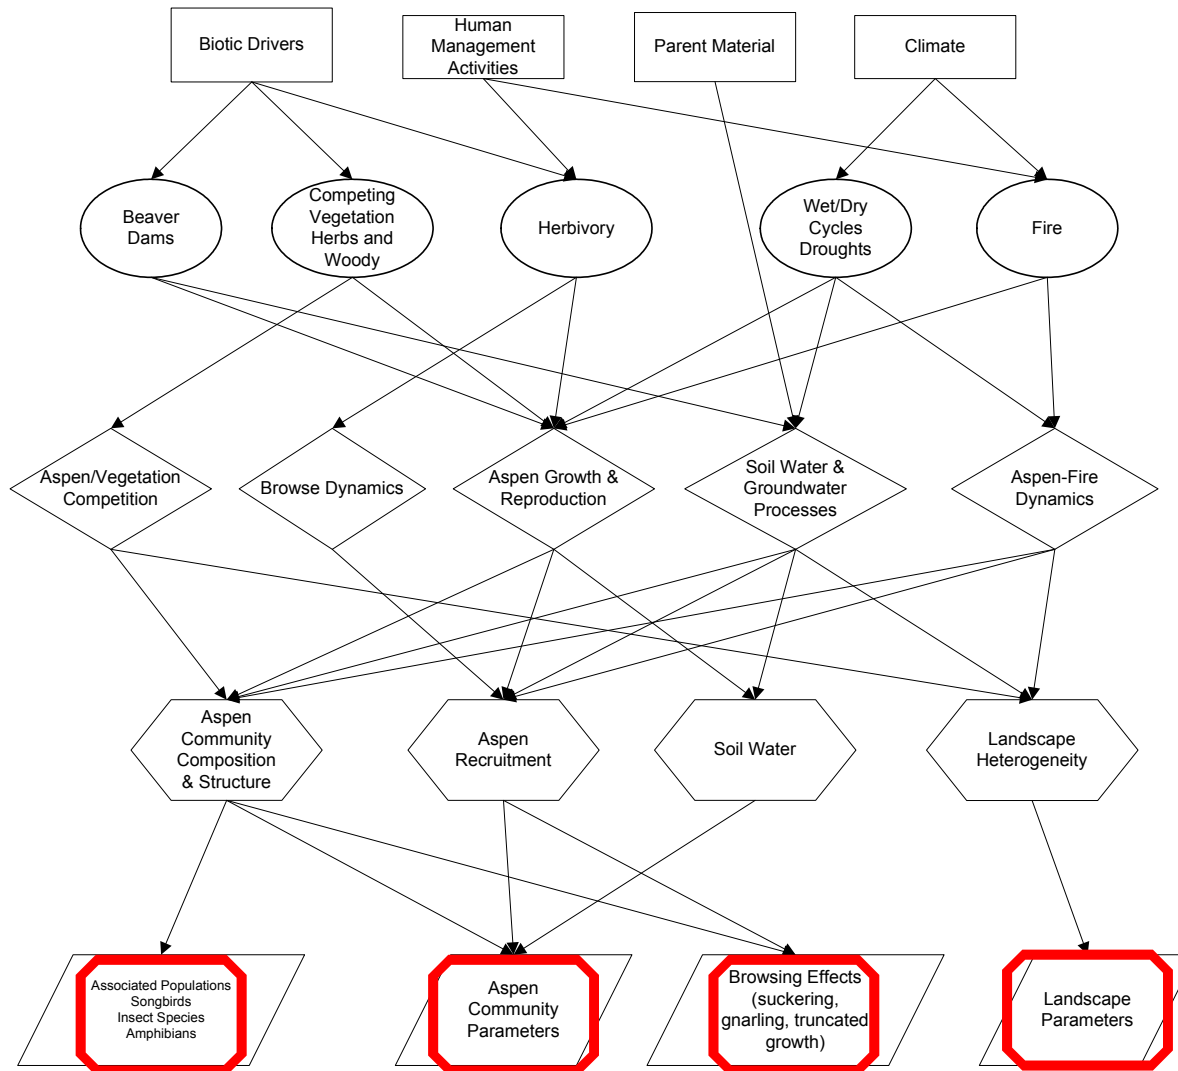 Biotic Drivers
Human
Management
Activities
Parent Material
Climate
Beaver
Dams
Competing
Vegetation
Herbs and
Woody
Herbivory
Wet/Dry
Cycles
Droughts
Fire
Aspen/Vegetation
Competition
Browse Dynamics
Aspen Growth &
Reproduction
Soil Water &
Groundwater
Processes
Aspen-Fire
Dynamics
Aspen
Community
Composition
& Structure
Aspen
Recruitment
Soil Water
Landscape
Heterogeneity
Associated Populations
Songbirds
Insect Species
Amphibians
Aspen
Community
Parameters
Browsing Effects
(suckering,
gnarling, truncated
growth)
Landscape
Parameters